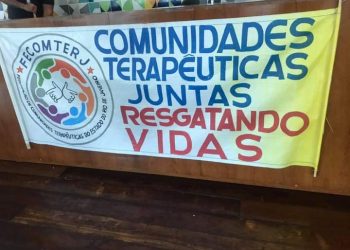 FECOMTERJ
COMUNIDADES
TERAPÊUTICAS
JUNTAS
RESGATANDO
VIDAS